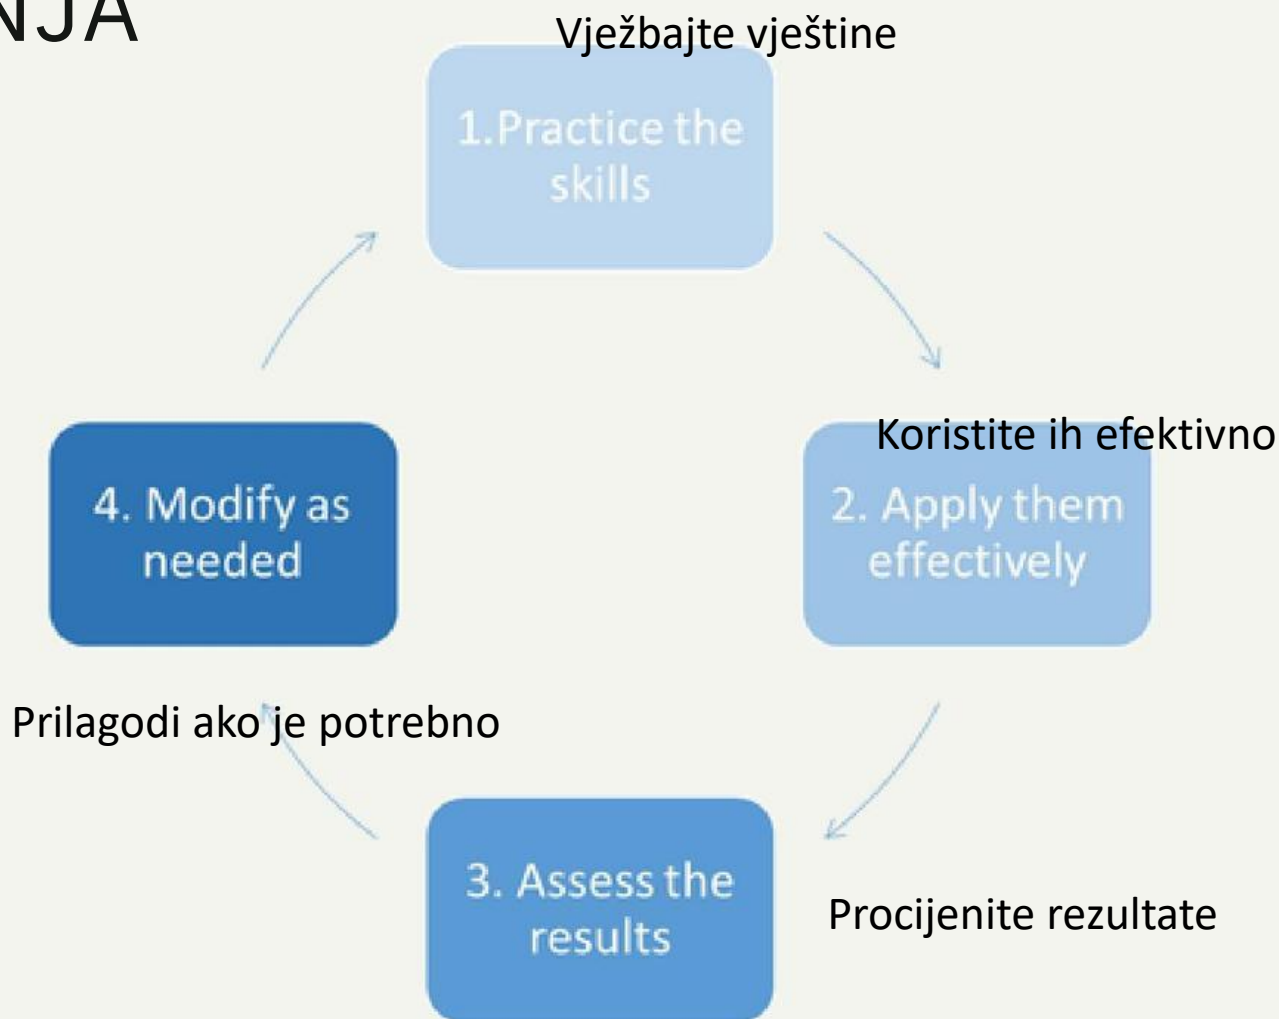 NJA
Vježbajte vještine
1.Practice the
skills
Koristite ih efektivno
2. Apply them
effectively
3. Assess the
results
Procijenite rezultate
4. Modify as
needed
Prilagodi ako je potrebno